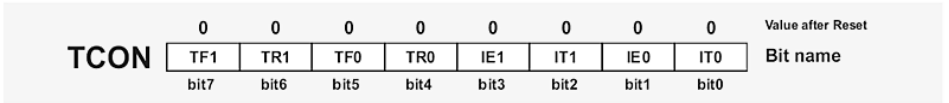 0 0 0 0 0 0 0 0 Value after Reset
TCON TF1 TR1 TF0 TR0 IE1 IT1 IE0 IT0 Bit name
bit7 bit6 bit5 bit4 bit3 bit2 bit1 bit0